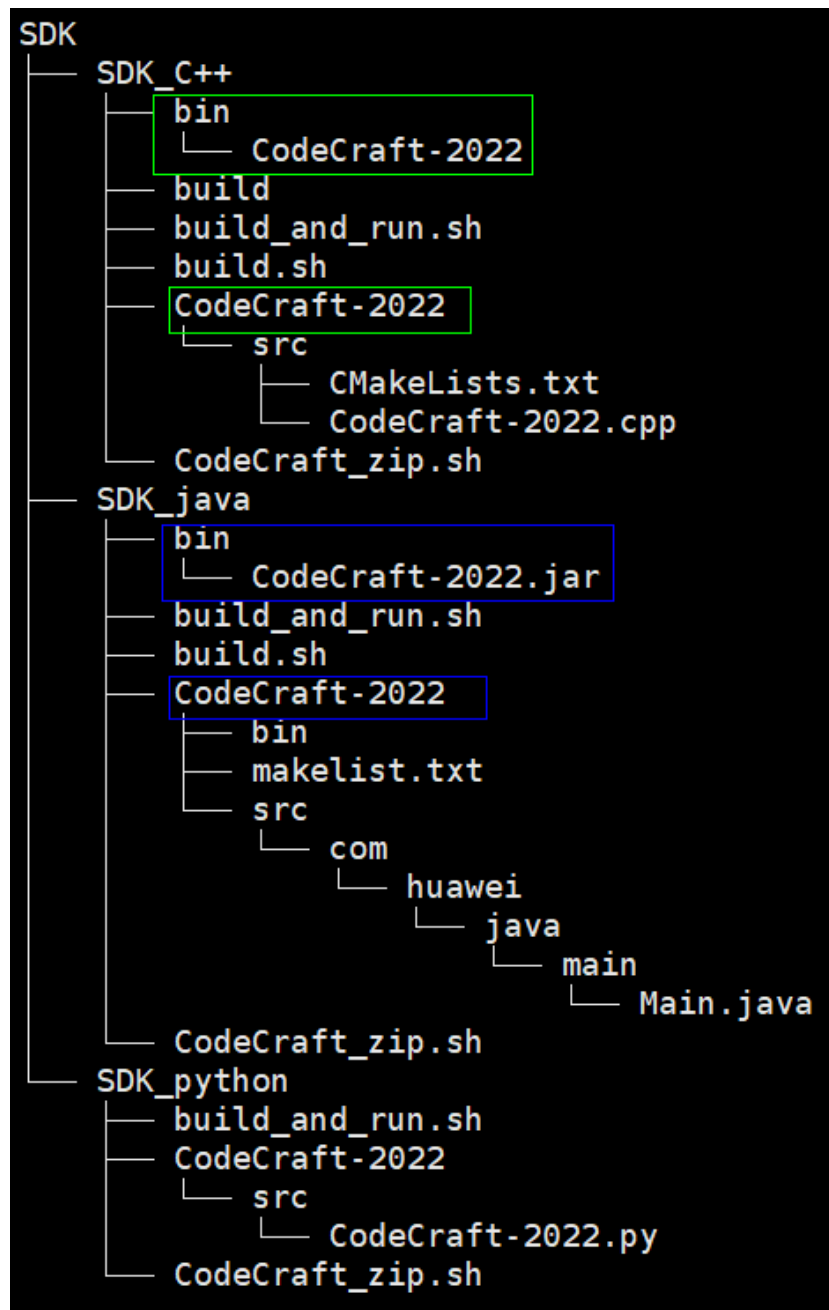 SDK
SDK_C++
bin
CodeCraft-2022
build
build_and_run.sh
build.sh
CodeCraft-2022
src
CMakeLists.txt
CodeCraft-2022.cpp
CodeCraft_zip.sh
SDK_java
bin
CodeCraft-2022.jar
build_and_run.sh
build.sh
CodeCraft-2022
bin
makelist.txt
src
com
huawei
java
main
Main.java
CodeCraft_zip.sh
SDK_python
build_and_run.sh
CodeCraft-2022
src
CodeCraft-2022.py
CodeCraft_zip.sh